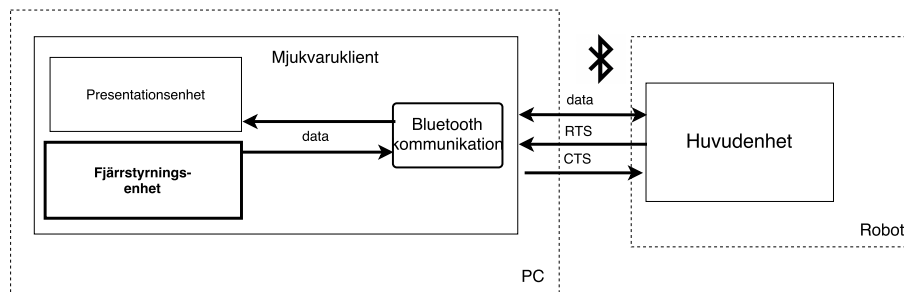 Mjukvaruklient
Presentationsenhet
data
Bluetooth
kommunikation
Fjärrstyrnings-
enhet
data
RTS
CTS
Huvudenhet
Robot
PC